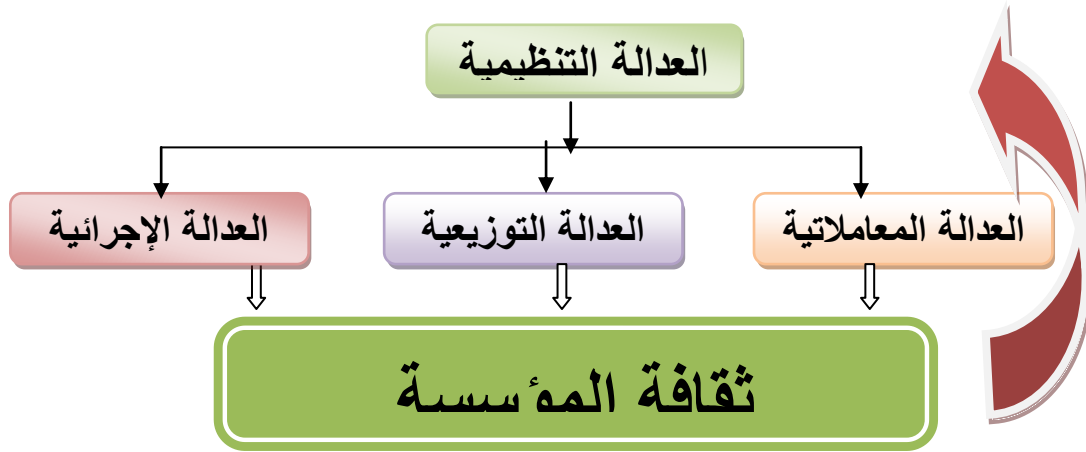 العدالة التنظيمية
العدالة المعاملاتية
العدالة التوزيعية
العدالة الإجرائية
ثقافة المؤسسة